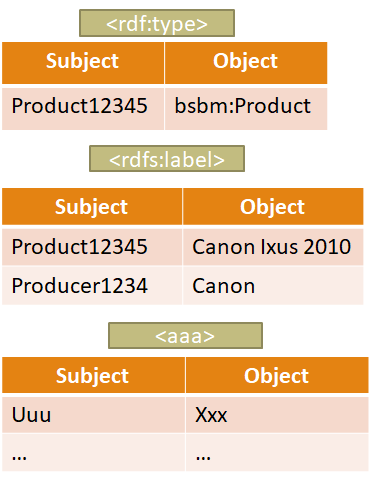 <rdf:type>
Subject Object
Product12345 bsbm:Product
<rdfs:label>
Subject Object
Product12345 Canon Ixus 2010
Producer1234 Canon
<aaa>
Subject Object
Uuu Xxx
... ...